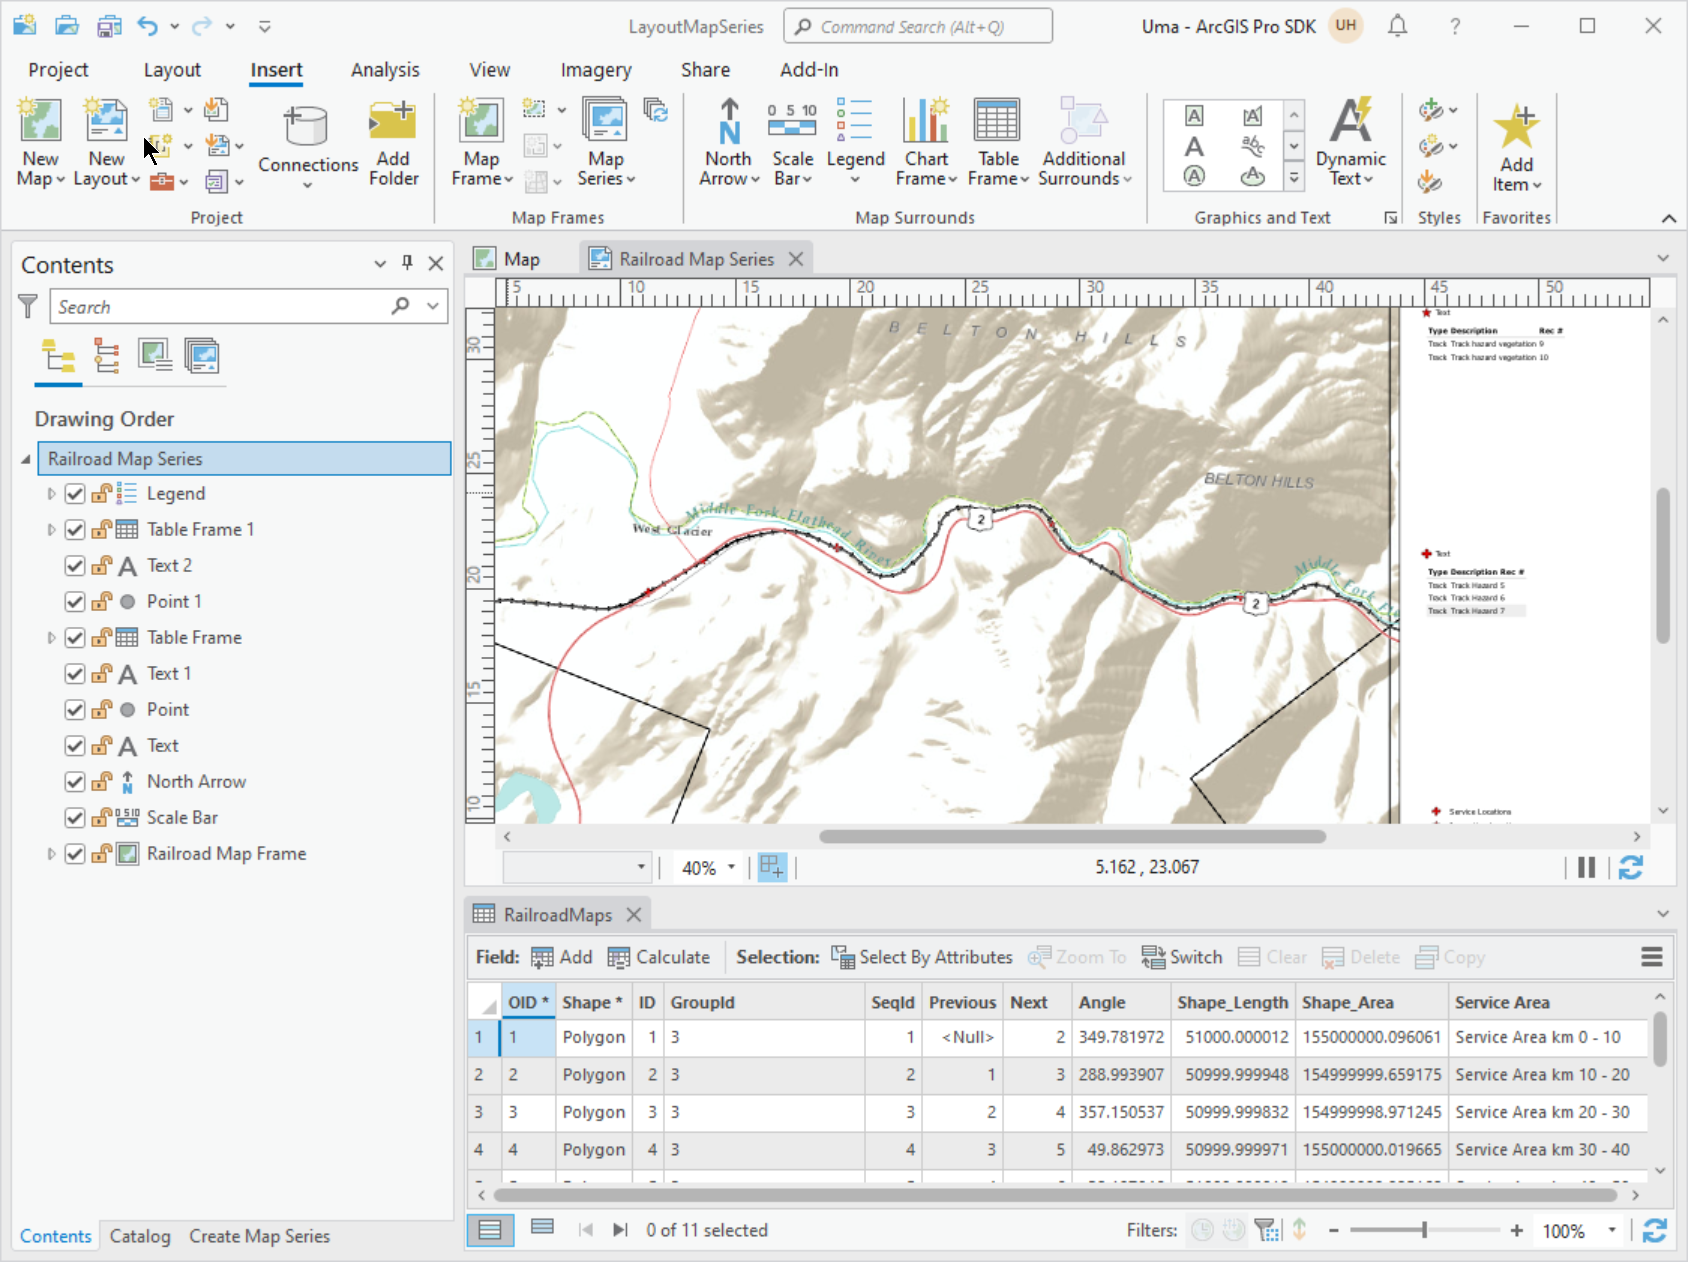 LayoutMapSeries
Command Search (Alt+Q)
Uma - ArcGIS Pro SDK
UH
?
Project Layout Insert Analysis View Imagery Share Add-In
New Map
New Layout
Connections
Add Folder
Project
Map Frame
Map Series
Map Frames
N
North Arrow
0 5 10
Scale Bar
Legend
Chart Frame
Table Frame
Additional Surrounds
Map Surrounds
A
A
A
abc
A
A
Graphics and Text
Dynamic Text
Styles
Add Item
Favorites
Contents
Search
Drawing Order
Railroad Map Series
Legend
Table Frame 1
Text 2
Point 1
Table Frame
Text 1
Point
Text
North Arrow
Scale Bar
Railroad Map Frame
Contents Catalog Create Map Series
Map
Railroad Map Series
5 10 15 20 25 30 35 40 45 50
30
25
20
15
10
BELTON HILLS
BELTON HILLS
Middle Fork Flathead River
West Glacier
2
2
Middle Fork
Text
Type Description Rec #
Track Track hazard vegetation 9
Track Track hazard vegetation 10
Text
Type Description Rec #
Track Track Hazard 5
Track Track Hazard 6
Track Track Hazard 7
Service Locations
40%
5.162 , 23.067
RailroadMaps
Field: Add Calculate Selection: Select By Attributes Zoom To Switch Clear Delete Copy
OID * Shape * ID GroupId SeqId Previous Next Angle Shape_Length Shape_Area Service Area
1 1 Polygon 1 3 1 <Null> 2 349.781972 51000.000012 155000000.096061 Service Area km 0 - 10
2 2 Polygon 2 3 2 1 3 288.993907 50999.999948 154999999.659175 Service Area km 10 - 20
3 3 Polygon 3 3 3 2 4 357.150537 50999.999832 154999998.971245 Service Area km 20 - 30
4 4 Polygon 4 3 4 3 5 49.862973 50999.999971 155000000.019665 Service Area km 30 - 40
0 of 11 selected
Filters:
100%